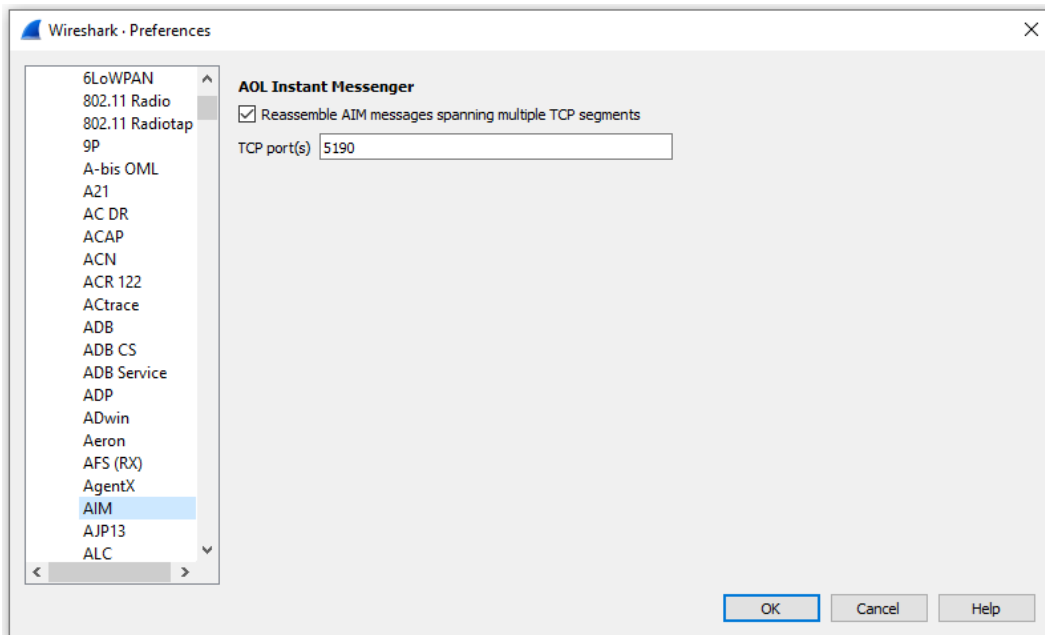 Wireshark · Preferences
6LoWPAN
802.11 Radio
802.11 Radiotap
9P
A-bis OML
A21
AC DR
ACAP
ACN
ACR 122
ACtrace
ADB
ADB CS
ADB Service
ADP
ADwin
Aeron
AFS (RX)
AgentX
AIM
AJP13
ALC
AOL Instant Messenger
Reassemble AIM messages spanning multiple TCP segments
TCP port(s) 5190
OK Cancel Help